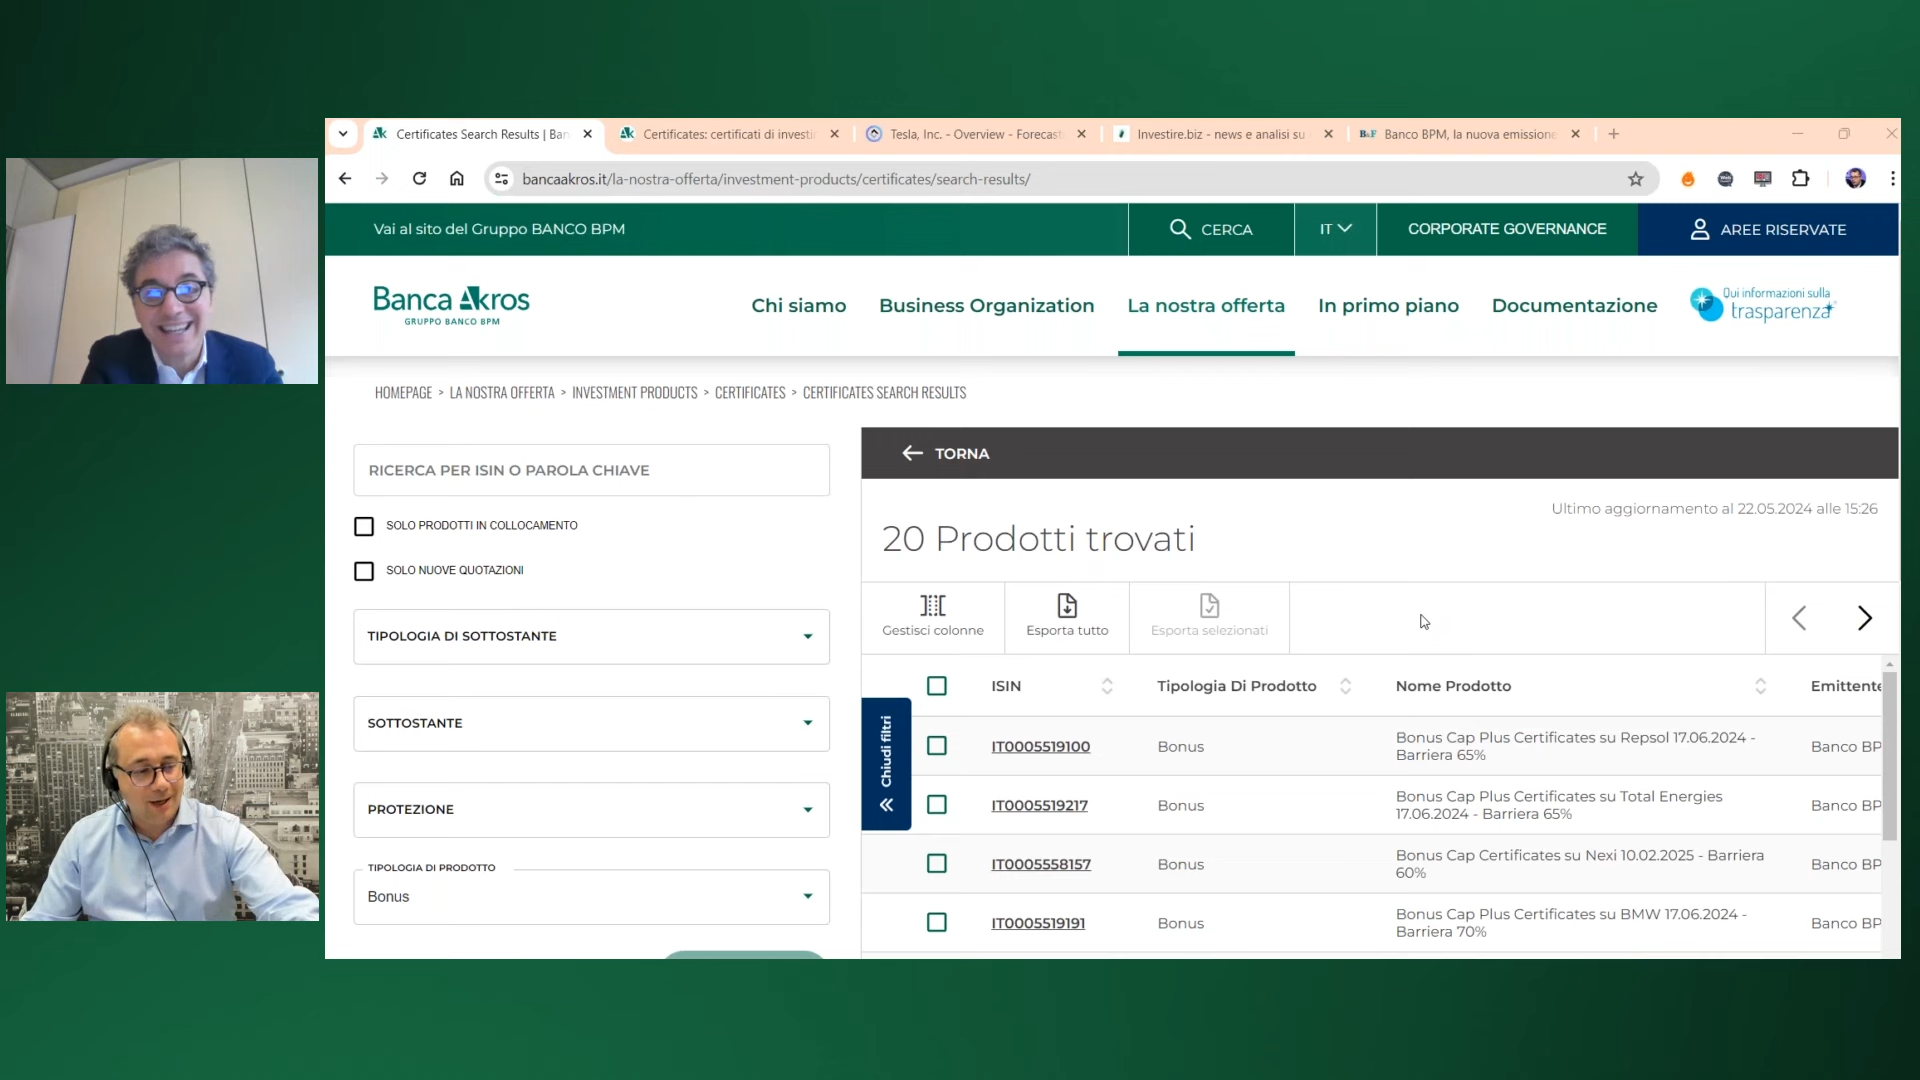 Certificates Search Results | Ban
Certificates: certificati di investi
Tesla, Inc. - Overview - Forecast
Investire.biz - news e analisi su
Banco BPM, la nuova emissione
bancaakros.it/la-nostra-offerta/investment-products/certificates/search-results/
Vai al sito del Gruppo BANCO BPM
CERCA
IT
CORPORATE GOVERNANCE
AREE RISERVATE
Banca Akros
GRUPPO BANCO BPM
Chi siamo
Business Organization
La nostra offerta
In primo piano
Documentazione
Qui informazioni sulla
trasparenza
HOMEPAGE > LA NOSTRA OFFERTA > INVESTMENT PRODUCTS > CERTIFICATES > CERTIFICATES SEARCH RESULTS
RICERCA PER ISIN O PAROLA CHIAVE
SOLO PRODOTTI IN COLLOCAMENTO
SOLO NUOVE QUOTAZIONI
TIPOLOGIA DI SOTTOSTANTE
SOTTOSTANTE
PROTEZIONE
TIPOLOGIA DI PRODOTTO
Bonus
TORNA
Ultimo aggiornamento al 22.05.2024 alle 15:26
20 Prodotti trovati
Gestisci colonne
Esporta tutto
Esporta selezionati
Chiudi filtri
ISIN
Tipologia Di Prodotto
Nome Prodotto
Emittente
IT0005519100
Bonus
Bonus Cap Plus Certificates su Repsol 17.06.2024 -
Barriera 65%
Banco BP
IT0005519217
Bonus
Bonus Cap Plus Certificates su Total Energies
17.06.2024 - Barriera 65%
Banco BP
IT0005558157
Bonus
Bonus Cap Certificates su Nexi 10.02.2025 - Barriera
60%
Banco BP
IT0005519191
Bonus
Bonus Cap Plus Certificates su BMW 17.06.2024 -
Barriera 70%
Banco BP